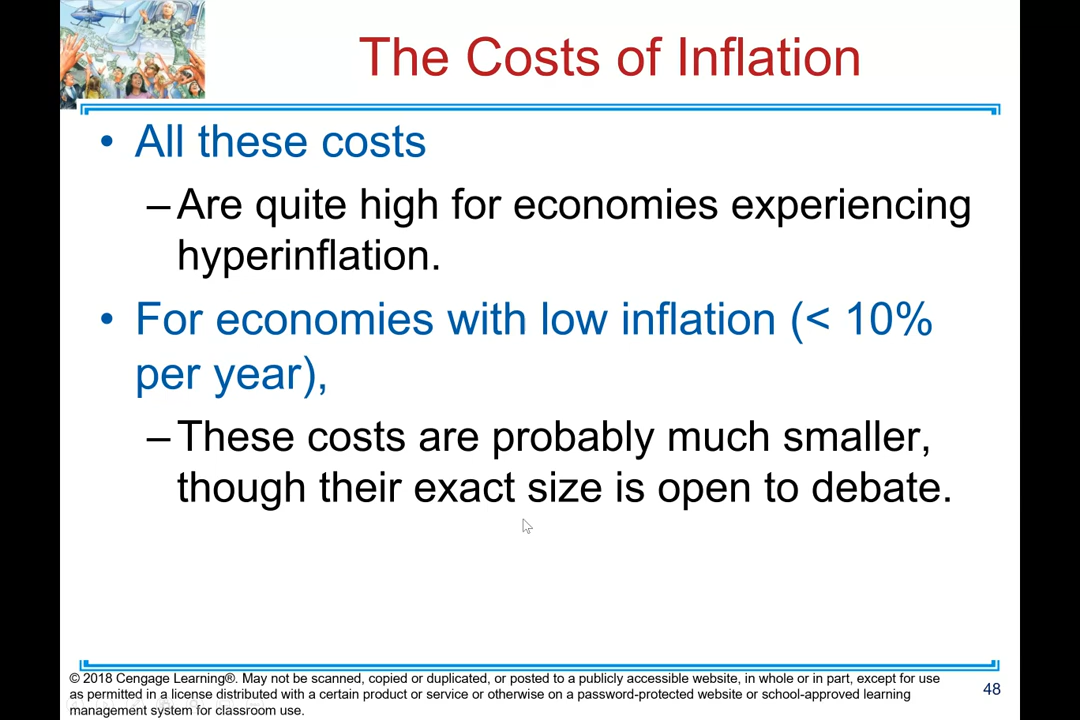 The Costs of Inflation
• All these costs
– Are quite high for economies experiencing
hyperinflation.
• For economies with low inflation (< 10%
per year),
– These costs are probably much smaller,
though their exact size is open to debate.
© 2018 Cengage Learning®. May not be scanned, copied or duplicated, or posted to a publicly accessible website, in whole or in part, except for use
as permitted in a license distributed with a certain product or service or otherwise on a password-protected website or school-approved learning
management system for classroom use.
48